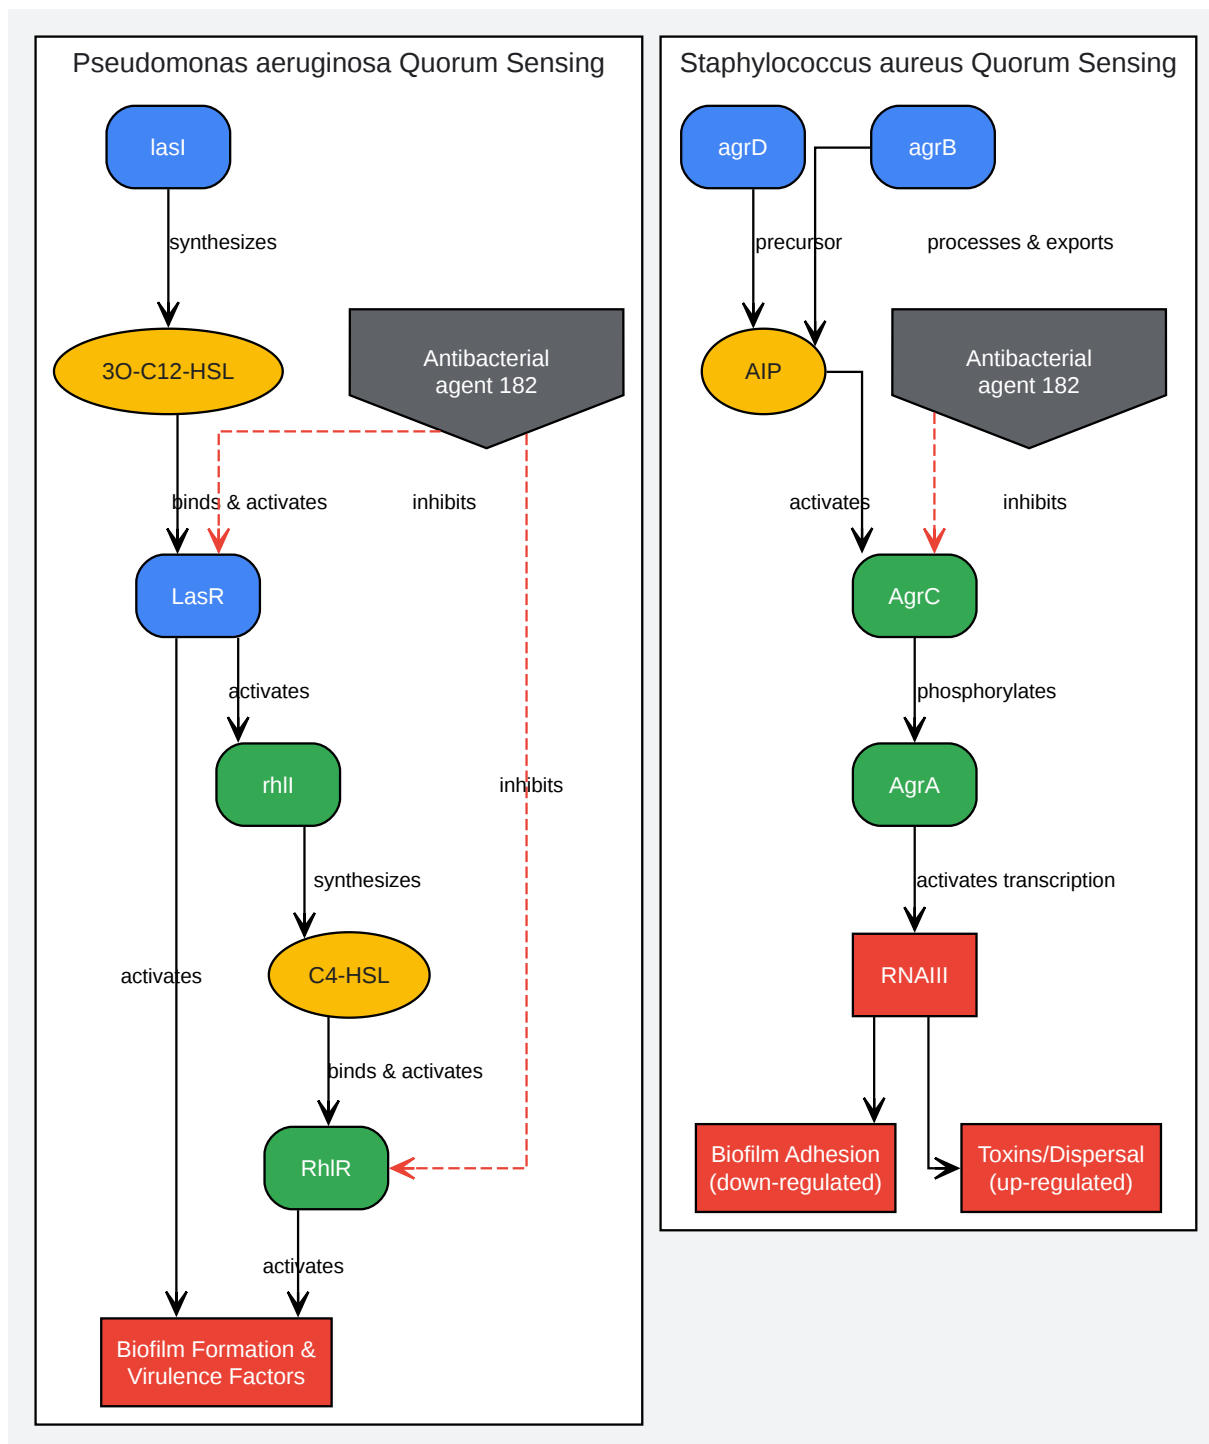 Pseudomonas aeruginosa Quorum Sensing
lasI
synthesizes
3O-C12-HSL
Antibacterial
agent 182
binds & activates
inhibits
LasR
activates
rhlI
inhibits
synthesizes
activates
C4-HSL
binds & activates
RhlR
activates
Biofilm Formation &
Virulence Factors
Staphylococcus aureus Quorum Sensing
agrD
agrB
precursor
processes & exports
AIP
Antibacterial
agent 182
activates
inhibits
AgrC
phosphorylates
AgrA
activates transcription
RNAIII
Biofilm Adhesion
(down-regulated)
Toxins/Dispersal
(up-regulated)